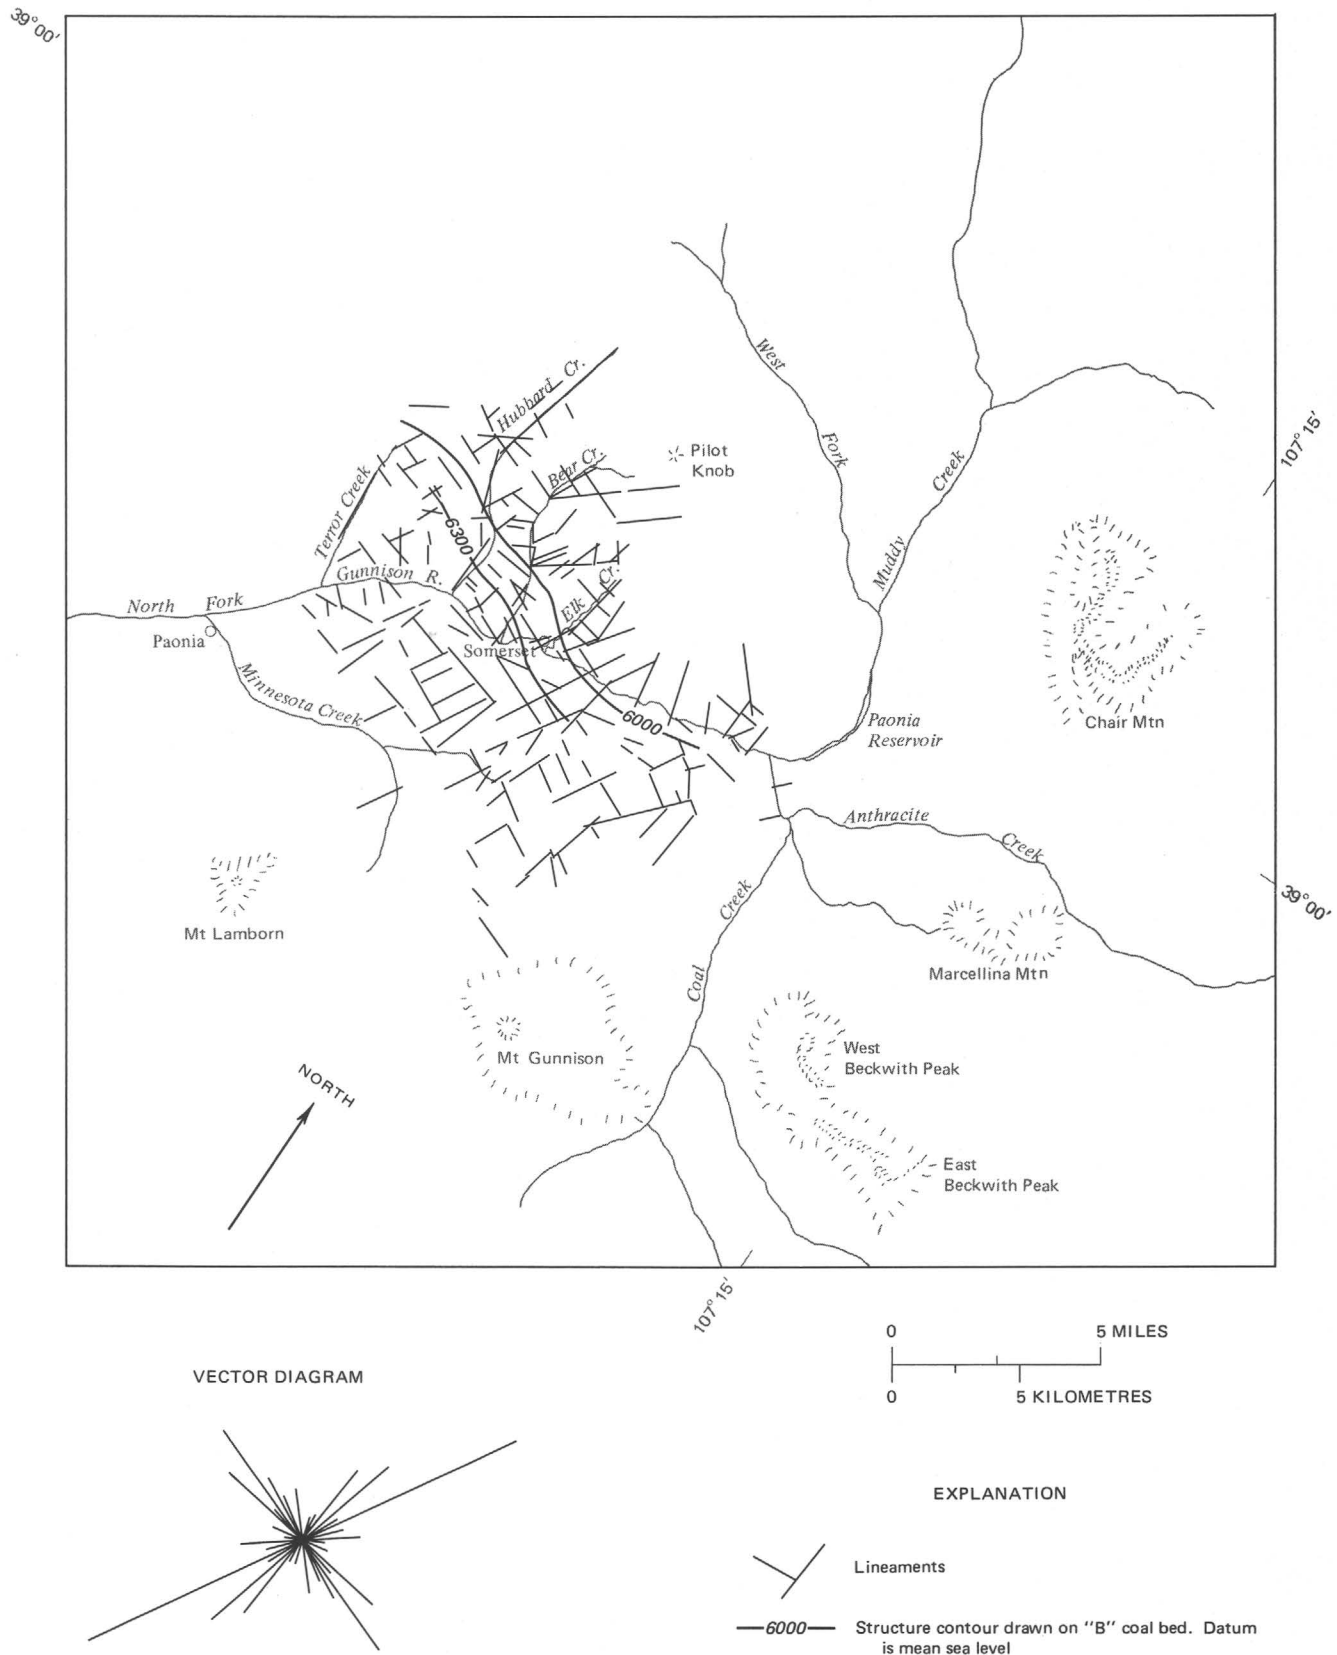 39°00'
West
Hubbard Cr.
Fork
Pilot
Knob
Bear Cr.
107°15'
Creek
Terror Creek
6300
Muddy
Gunnison R.
Cr.
North Fork
Elk
Paonia
Somerset
Minnesota Creek
6000
Paonia
Reservoir
Chair Mtn
Anthracite
Creek
39°00'
Creek
Mt Lamborn
Marcellina Mtn
Coal
West
Beckwith Peak
Mt Gunnison
NORTH
East
Beckwith Peak
107°15'
0 5 MILES
0 5 KILOMETRES
VECTOR DIAGRAM
EXPLANATION
Lineaments
6000 Structure contour drawn on "B" coal bed. Datum
is mean sea level